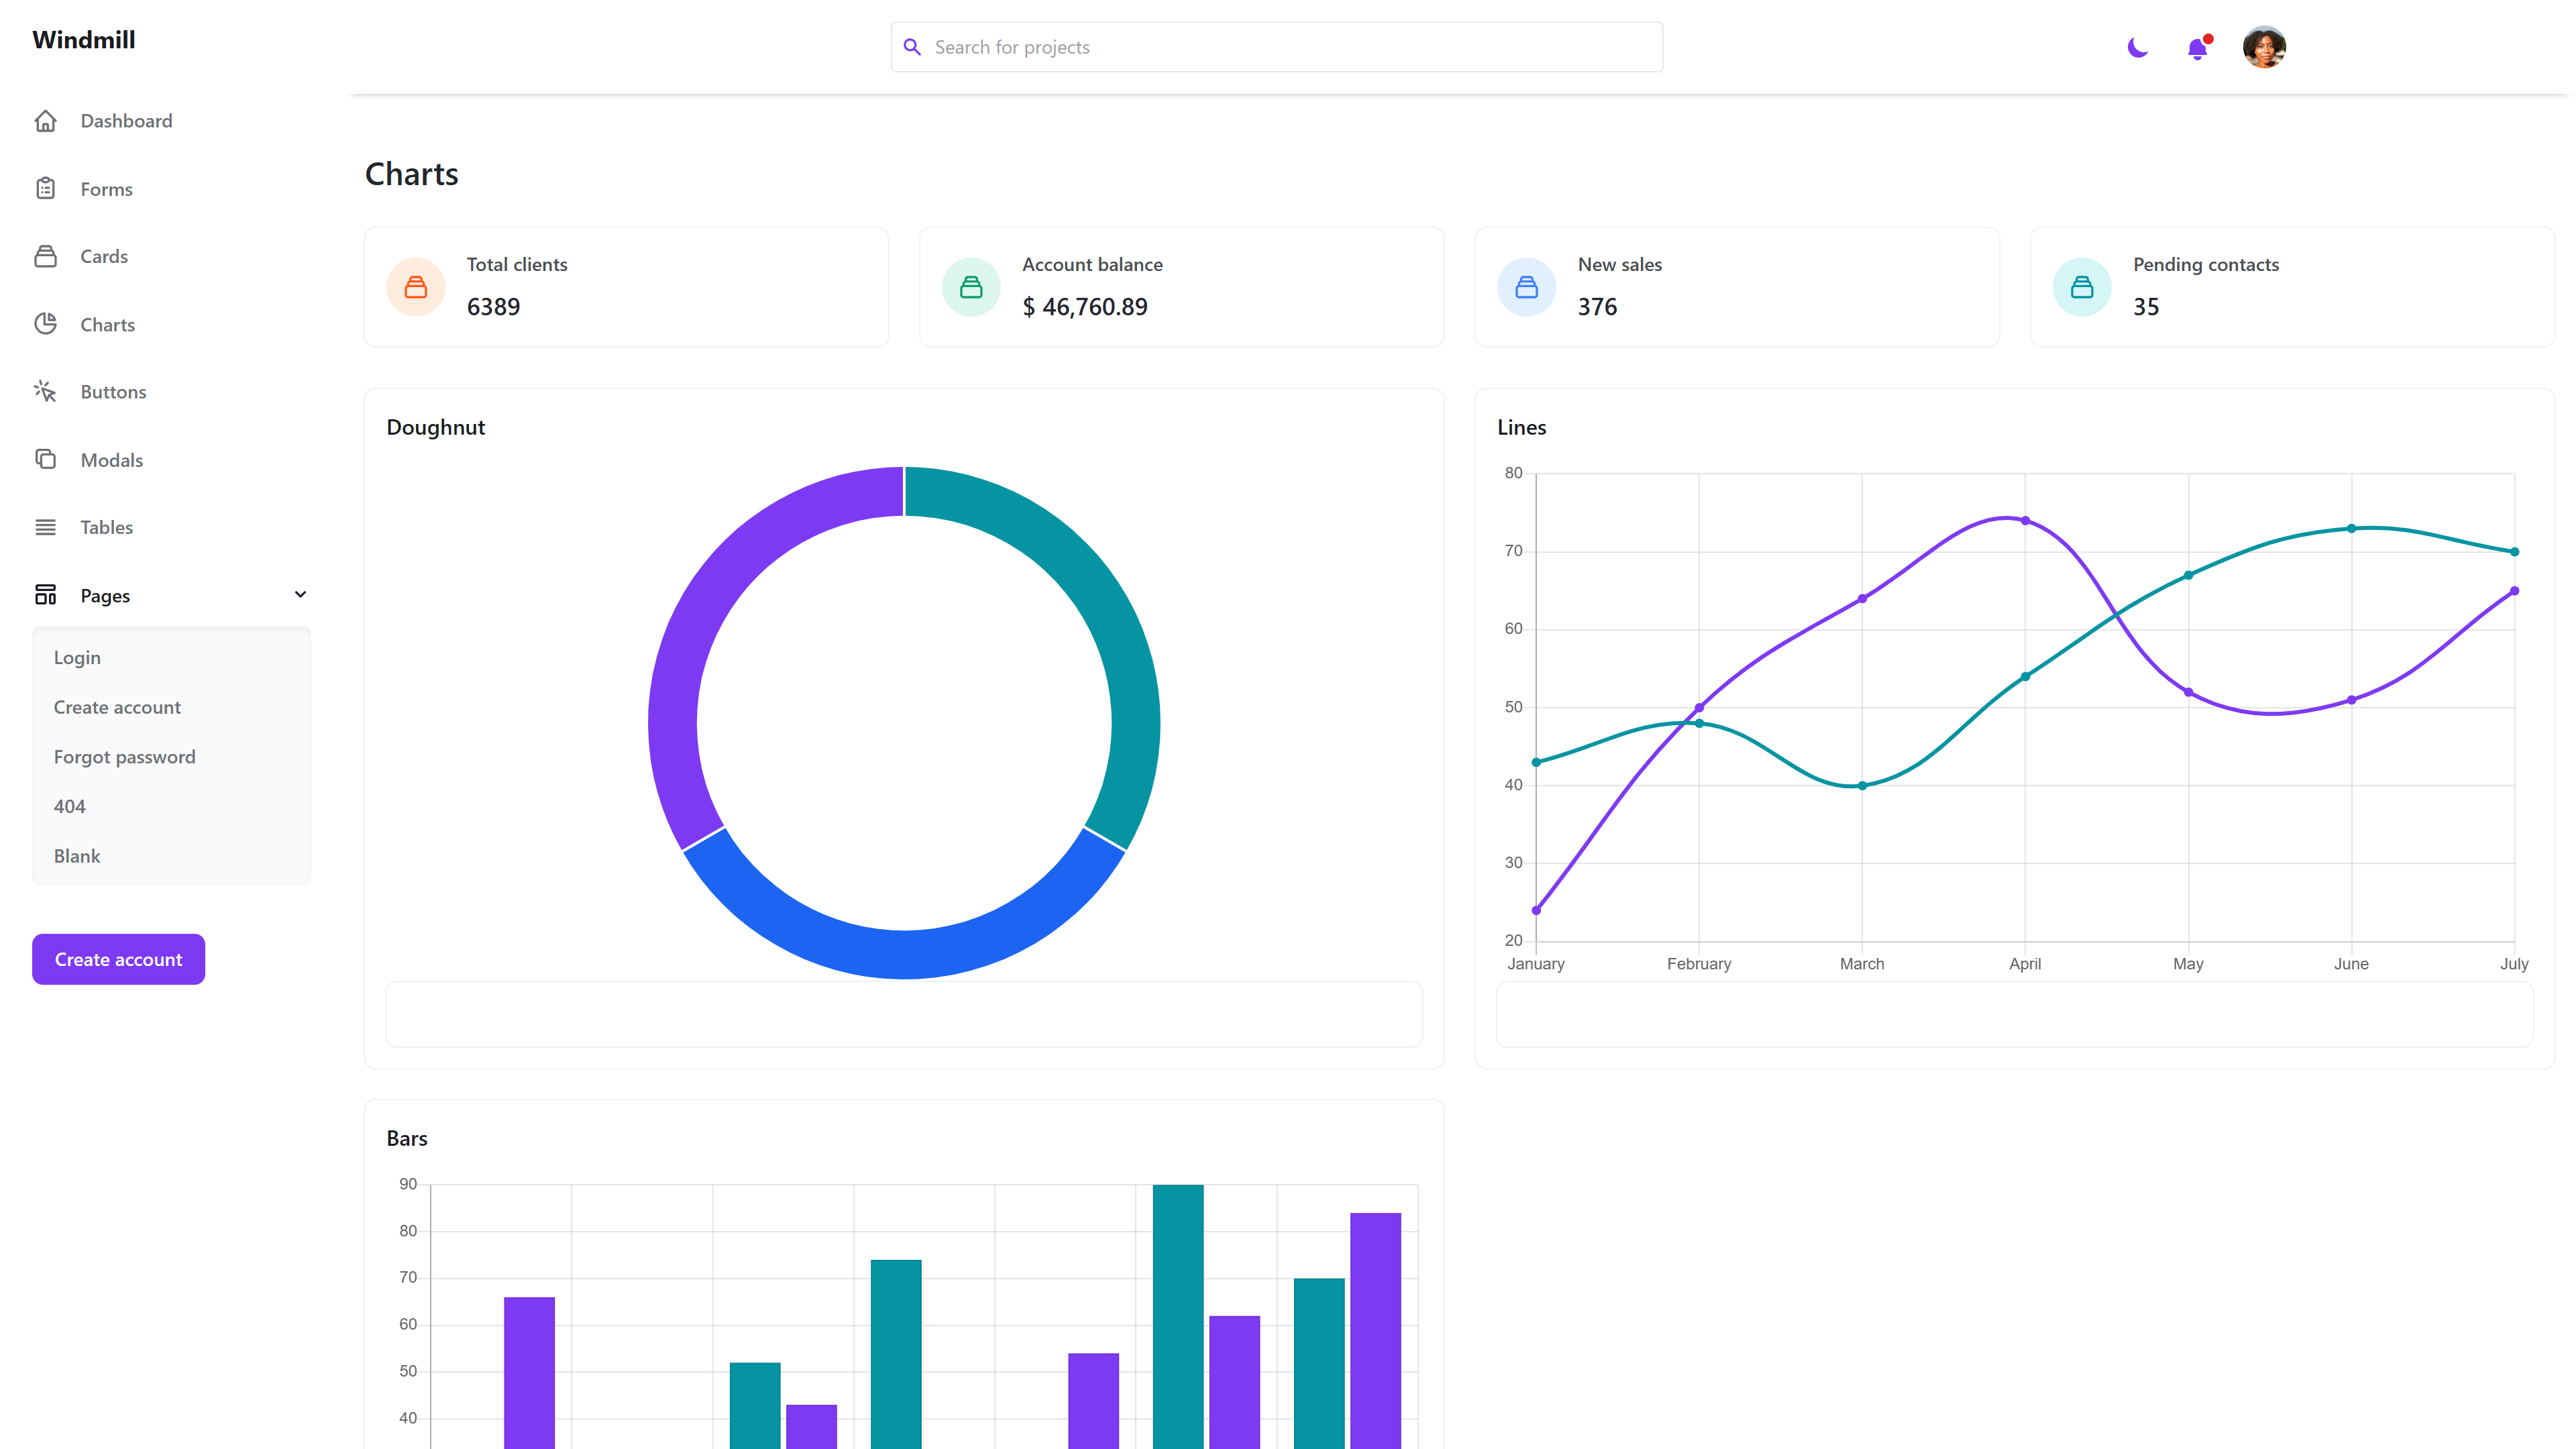 Windmill
Search for projects
Dashboard
Forms
Cards
Charts
Buttons
Modals
Tables
Pages
Login
Create account
Forgot password
404
Blank
Create account
Charts
Total clients
6389
Account balance
$ 46,760.89
New sales
376
Pending contacts
35
Doughnut
Lines
80
70
60
50
40
30
20
January February March April May June July
Bars
90
80
70
60
50
40